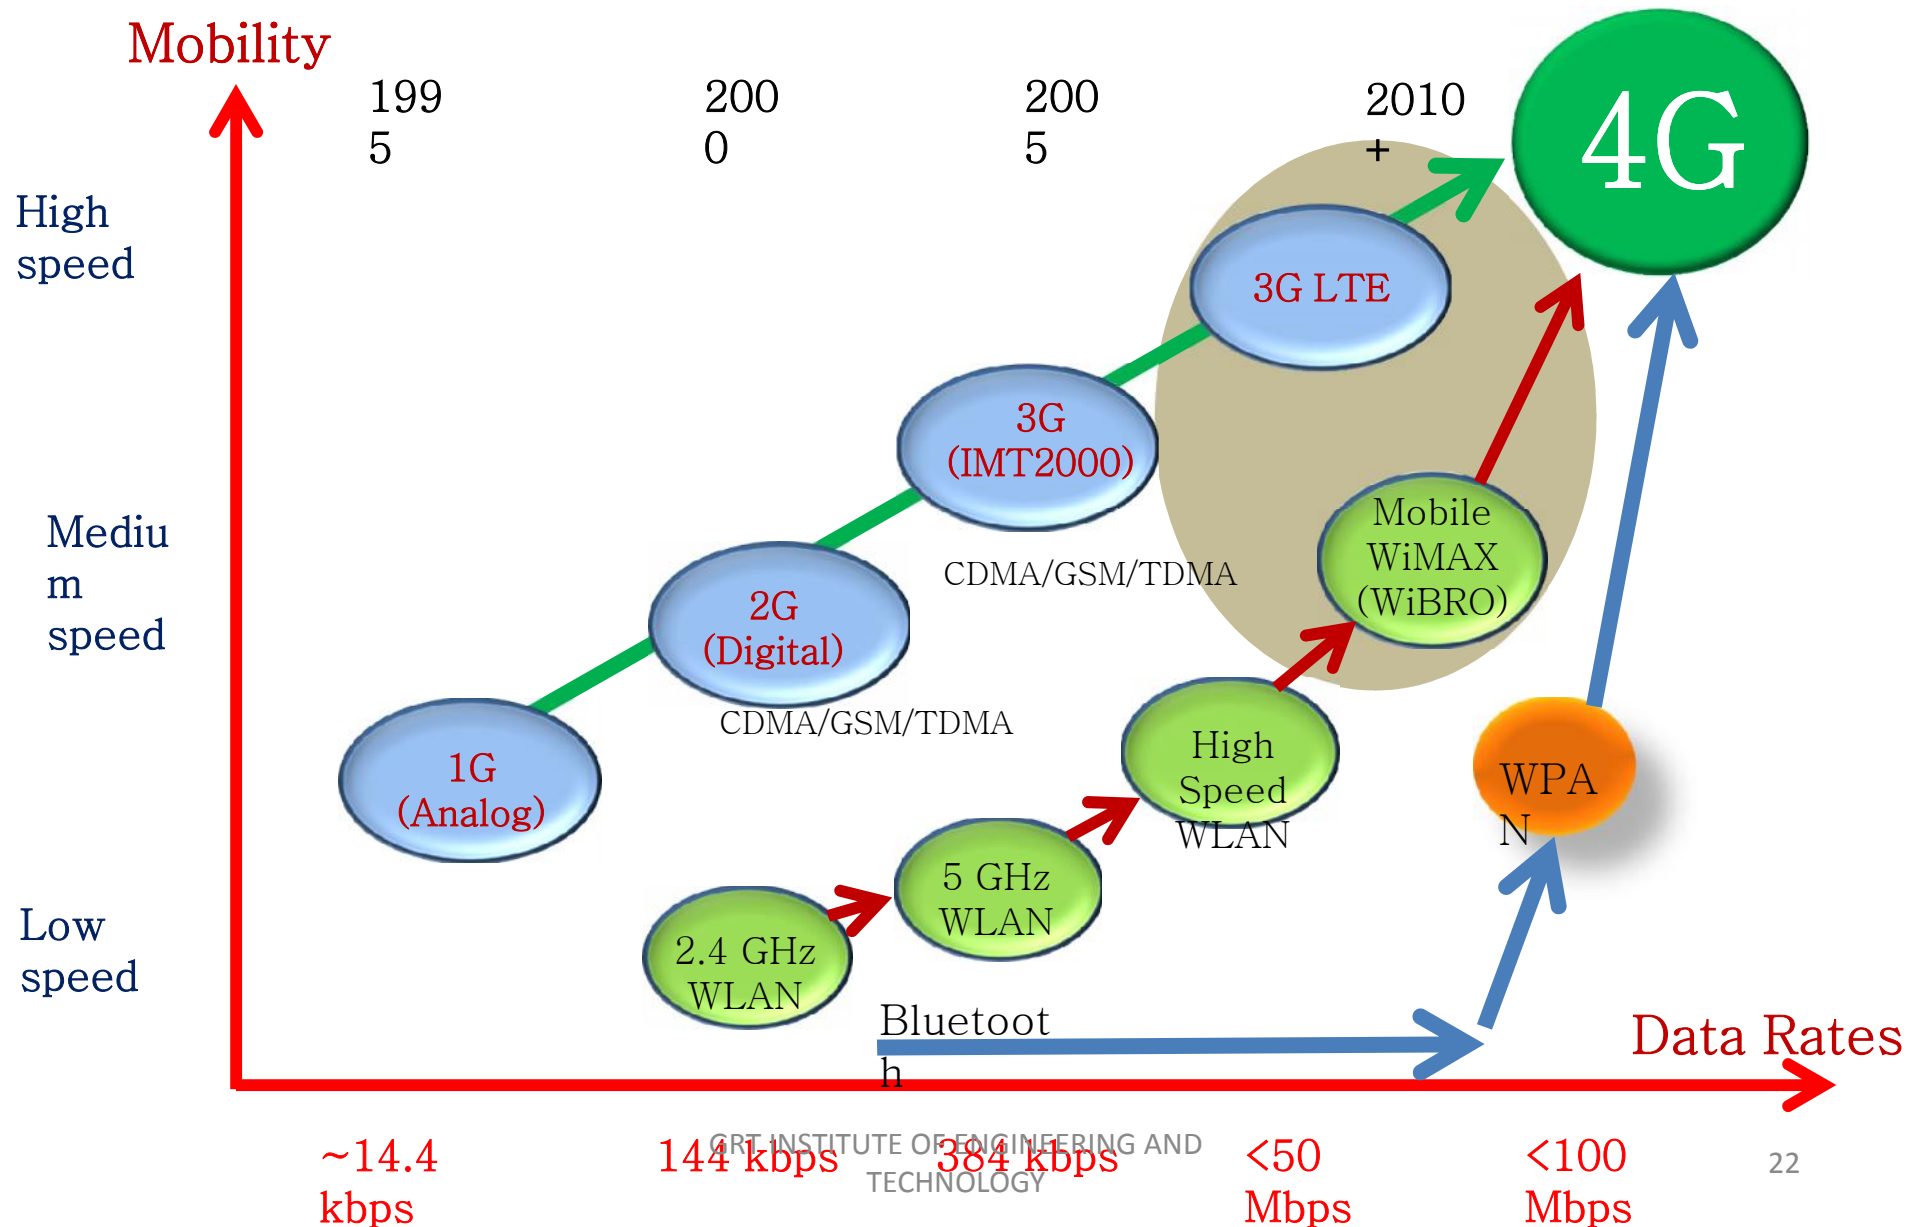 Mobility
199
5
200
0
200
5
2010
+
4G
High
speed
3G LTE
3G
(IMT2000)
Mediu
m
speed
Mobile
WiMAX
(WiBRO)
CDMA/GSM/TDMA
2G
(Digital)
CDMA/GSM/TDMA
1G
(Analog)
High
Speed
WLAN
WPA
N
5 GHz
WLAN
Low
speed
2.4 GHz
WLAN
Bluetoot
h
Data Rates
~14.4
kbps
144 kbps
384 kbps
<50
Mbps
<100
Mbps
GRT INSTITUTE OF ENGINEERING AND
TECHNOLOGY
22